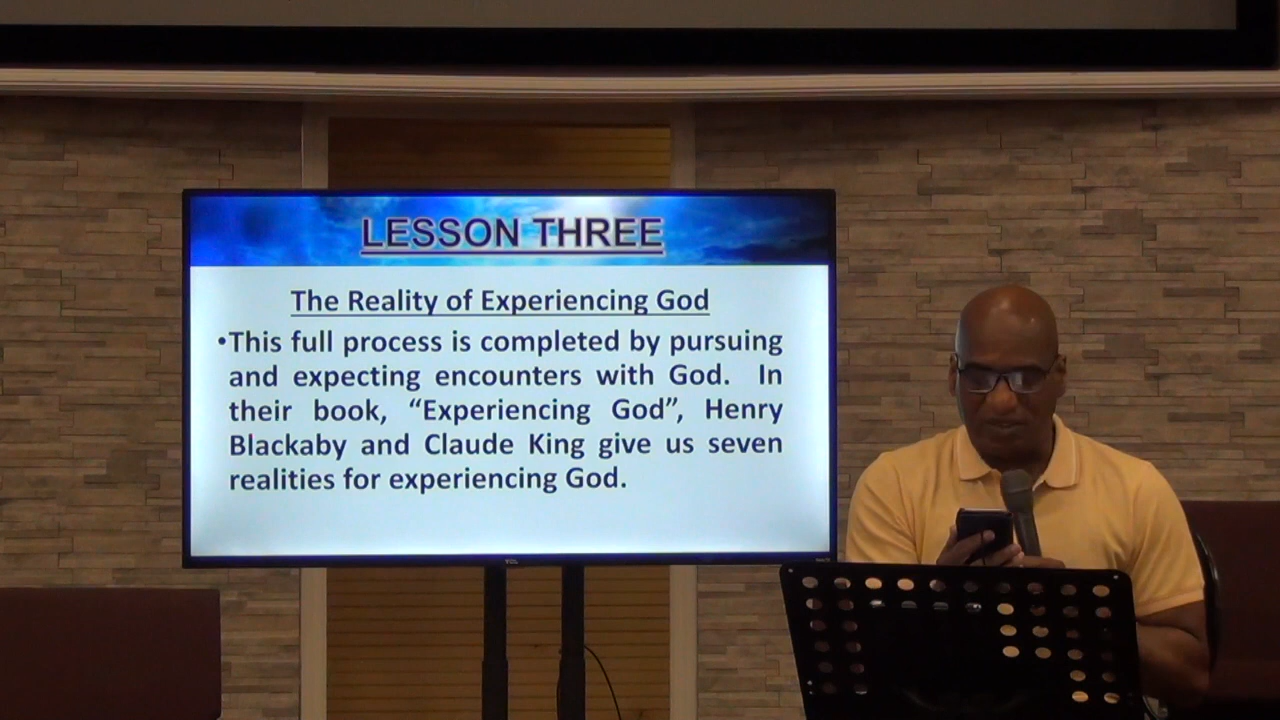 LESSON THREE
The Reality of Experiencing God
•This full process is completed by pursuing
and expecting encounters with God. In
their book, “Experiencing God”, Henry
Blackaby and Claude King give us seven
realities for experiencing God.